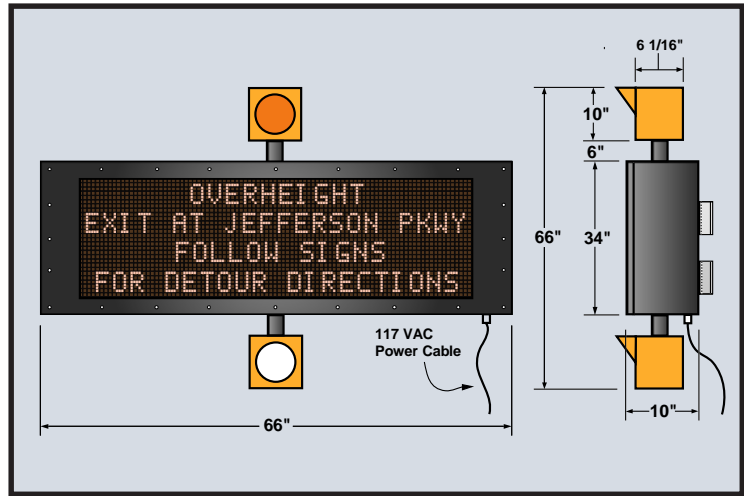 OVERHEIGHT
EXIT AT JEFFERSON PKWY
FOLLOW SIGNS
FOR DETOUR DIRECTIONS
117 VAC
Power Cable
66"
6 1/16"
10"
6"
66"
34"
10"